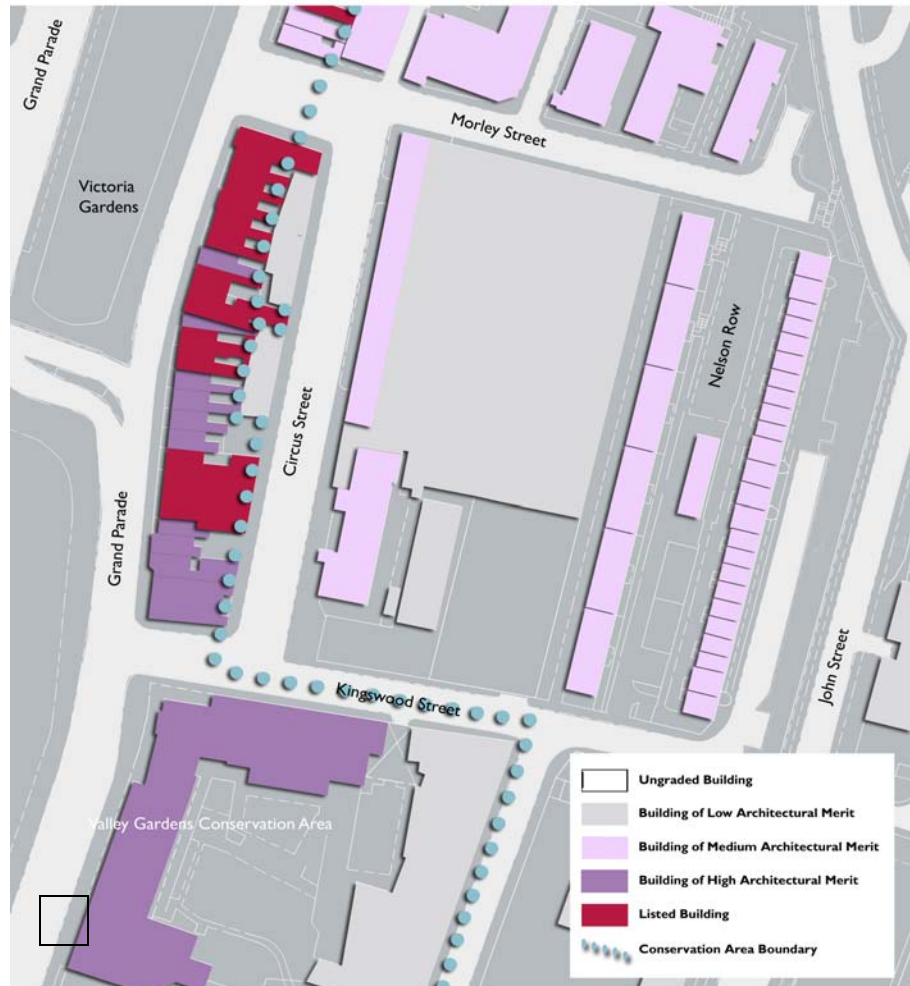 Grand Parade
Morley Street
Victoria
Gardens
Nelson Row
Circus Street
Grand Parade
John Street
Kingswood Street
Valley Gardens Conservation Area
Ungraded Building
Building of Low Architectural Merit
Building of Medium Architectural Merit
Building of High Architectural Merit
Listed Building
Conservation Area Boundary